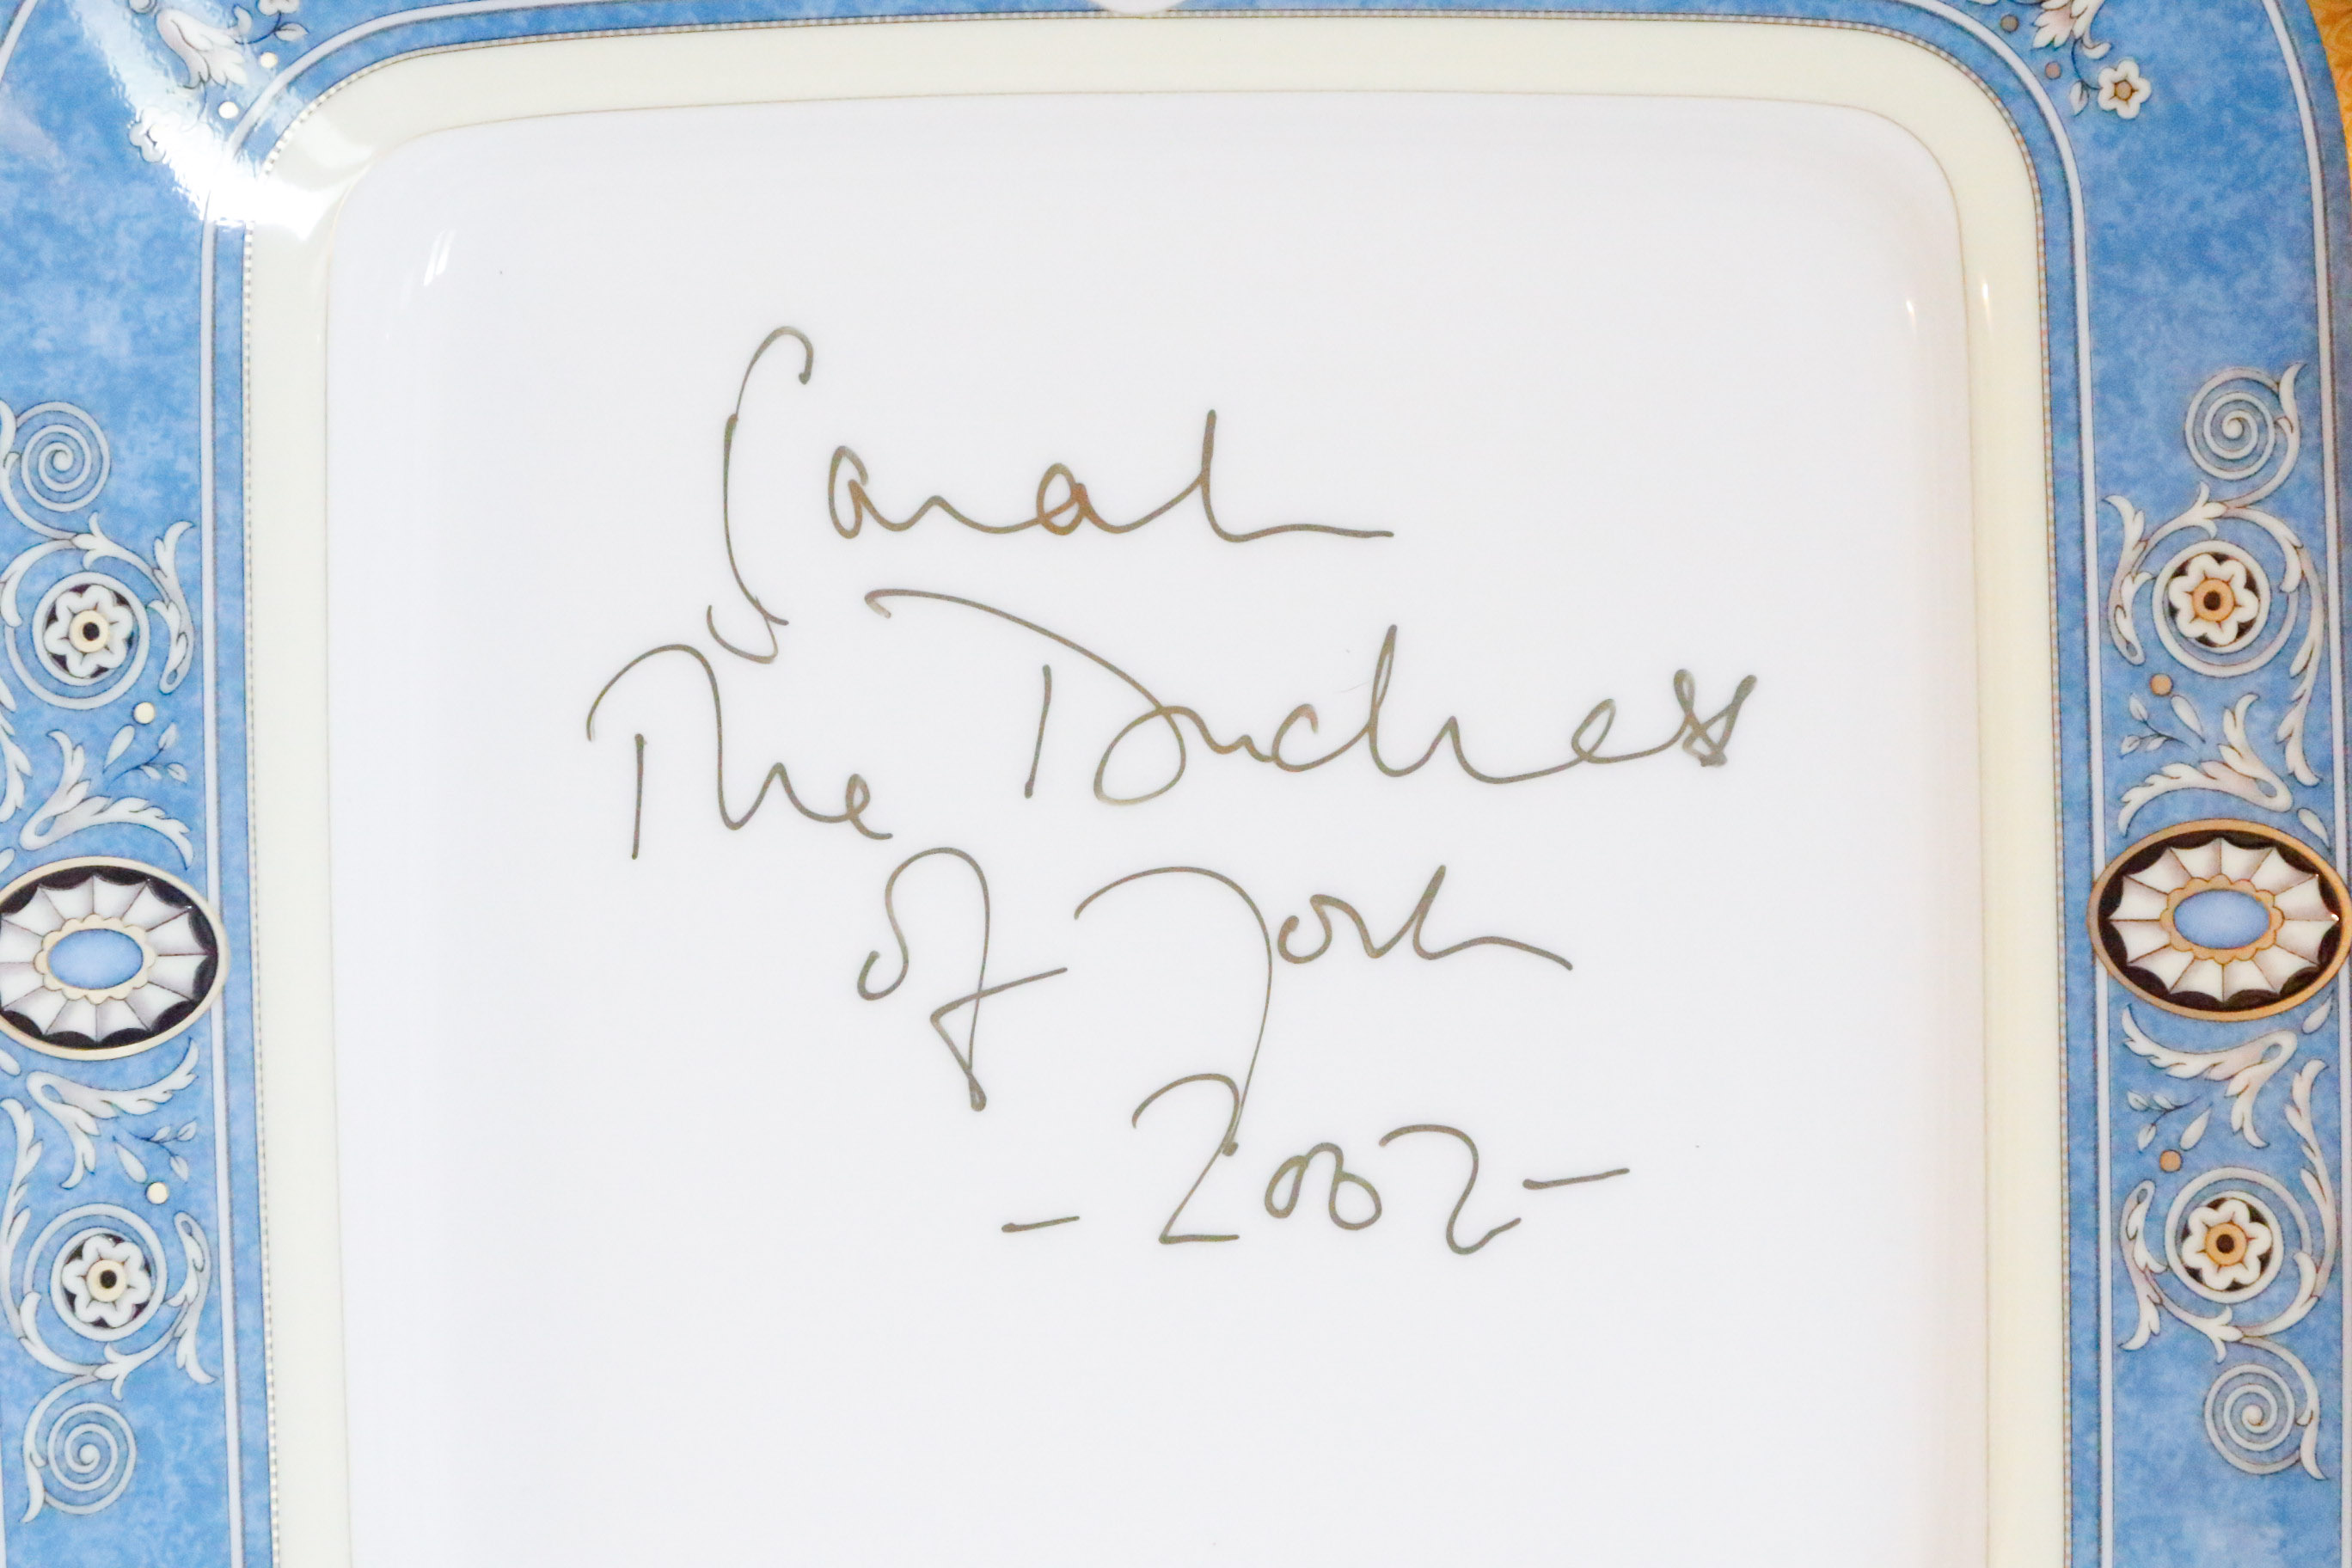 Sarah
The Duchess
of York
- 2002 -